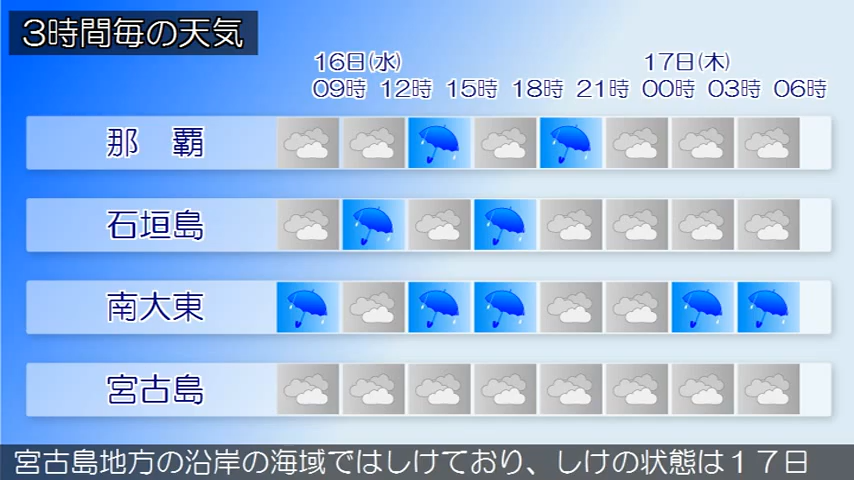 3時間毎の天気
16日(水) 17日(木)
09時 12時 15時 18時 21時 00時 03時 06時
那　覇
石垣島
南大東
宮古島
宮古島地方の沿岸の海域ではしけており、しけの状態は１７日